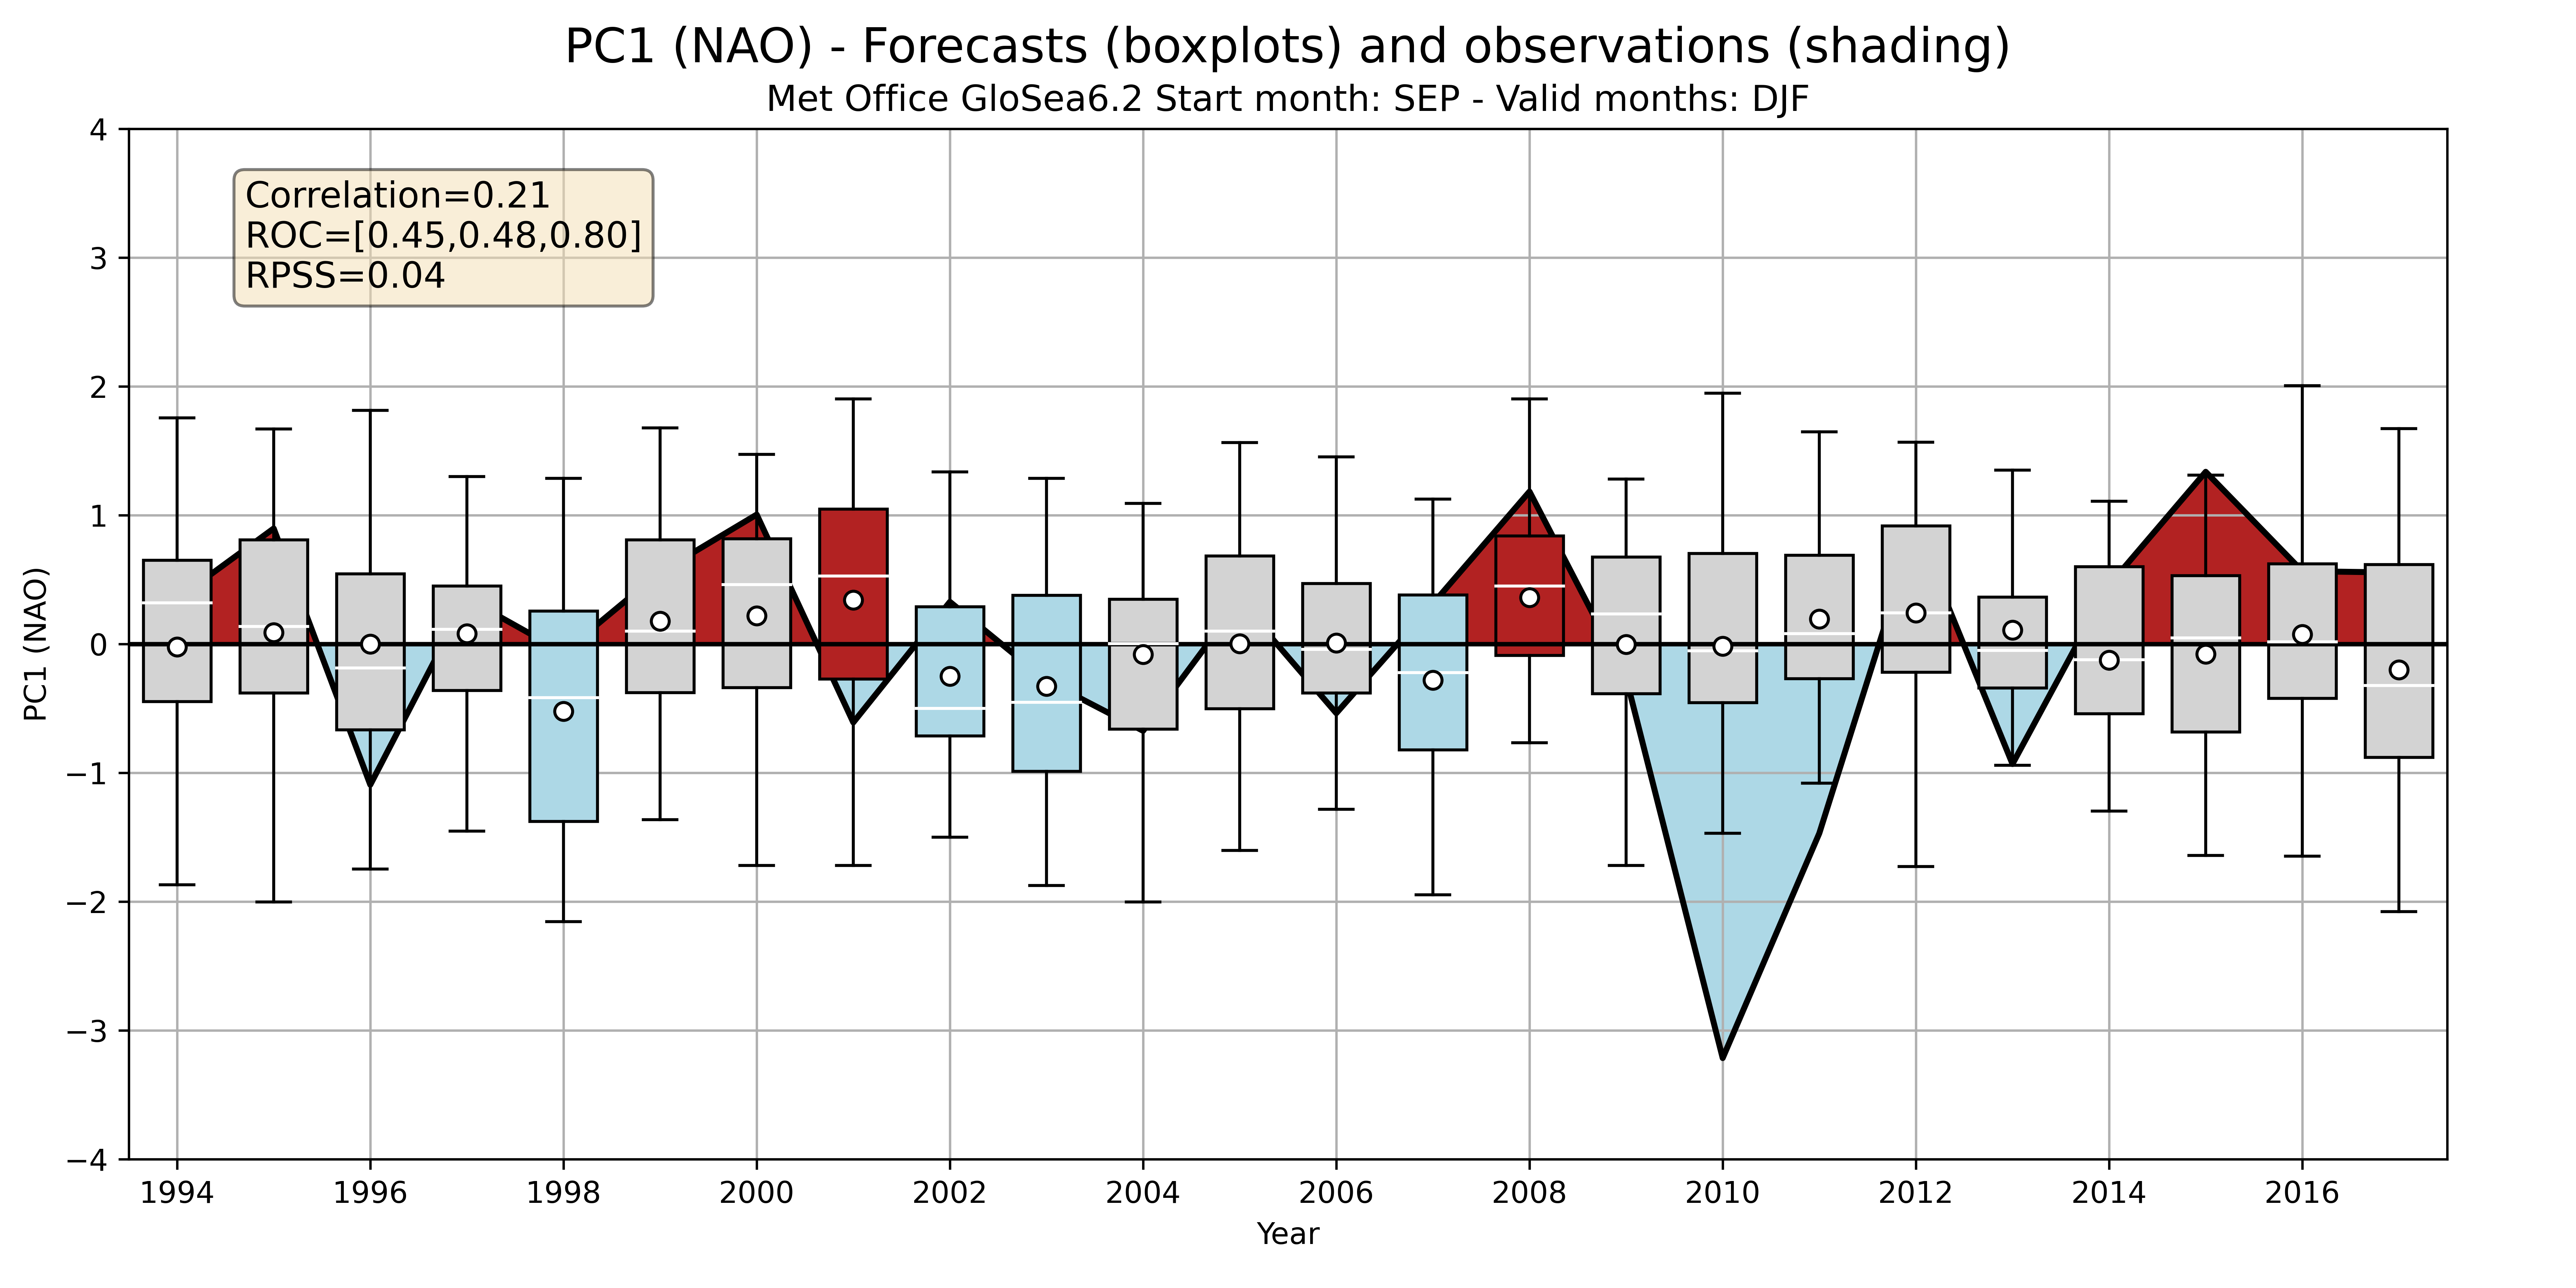 PC1 (NAO) - Forecasts (boxplots) and observations (shading)
Met Office GloSea6.2 Start month: SEP - Valid months: DJF
Correlation=0.21
ROC=[0.45,0.48,0.80]
RPSS=0.04
PC1 (NAO)
4
3
2
1
0
−1
−2
−3
−4
1994 1996 1998 2000 2002 2004 2006 2008 2010 2012 2014 2016
Year